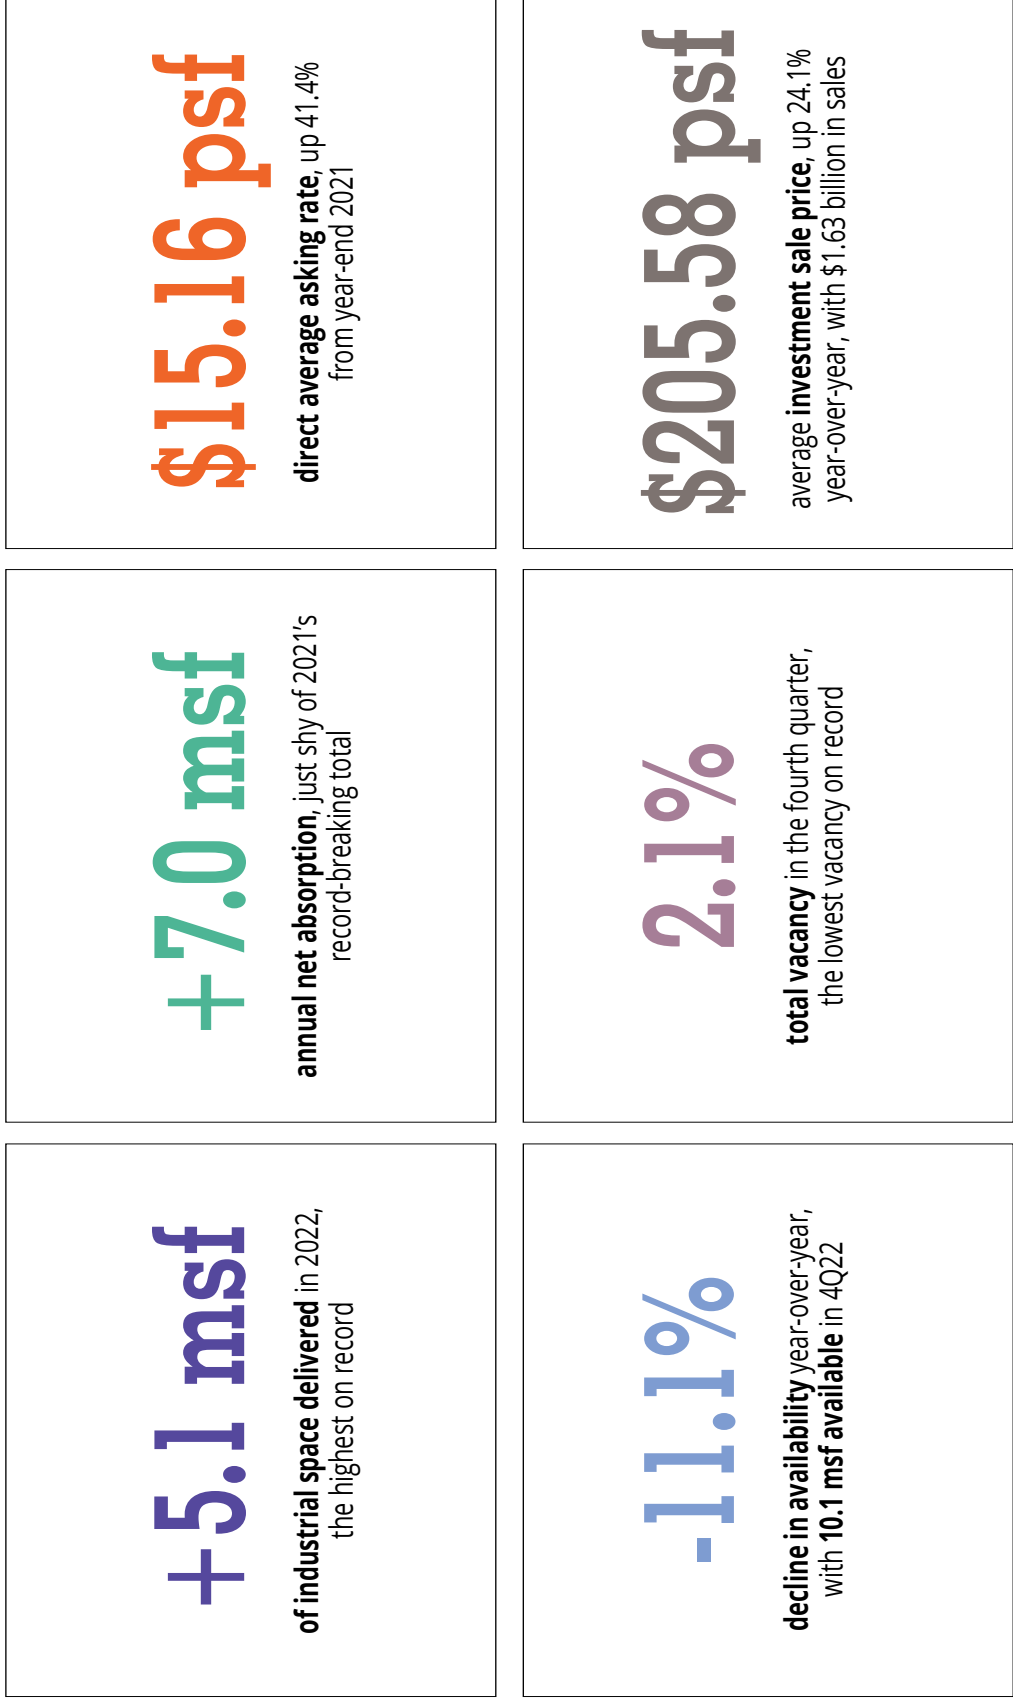 +5.1 msf
of industrial space delivered in 2022,
the highest on record
+7.0 msf
annual net absorption, just shy of 2021's
record-breaking total
$15.16 psf
direct average asking rate, up 41.4%
from year-end 2021
-11.1%
decline in availability year-over-year,
with 10.1 msf available in 4Q22
2.1%
total vacancy in the fourth quarter,
the lowest vacancy on record
$205.58 psf
average investment sale price, up 24.1%
year-over-year, with $1.63 billion in sales